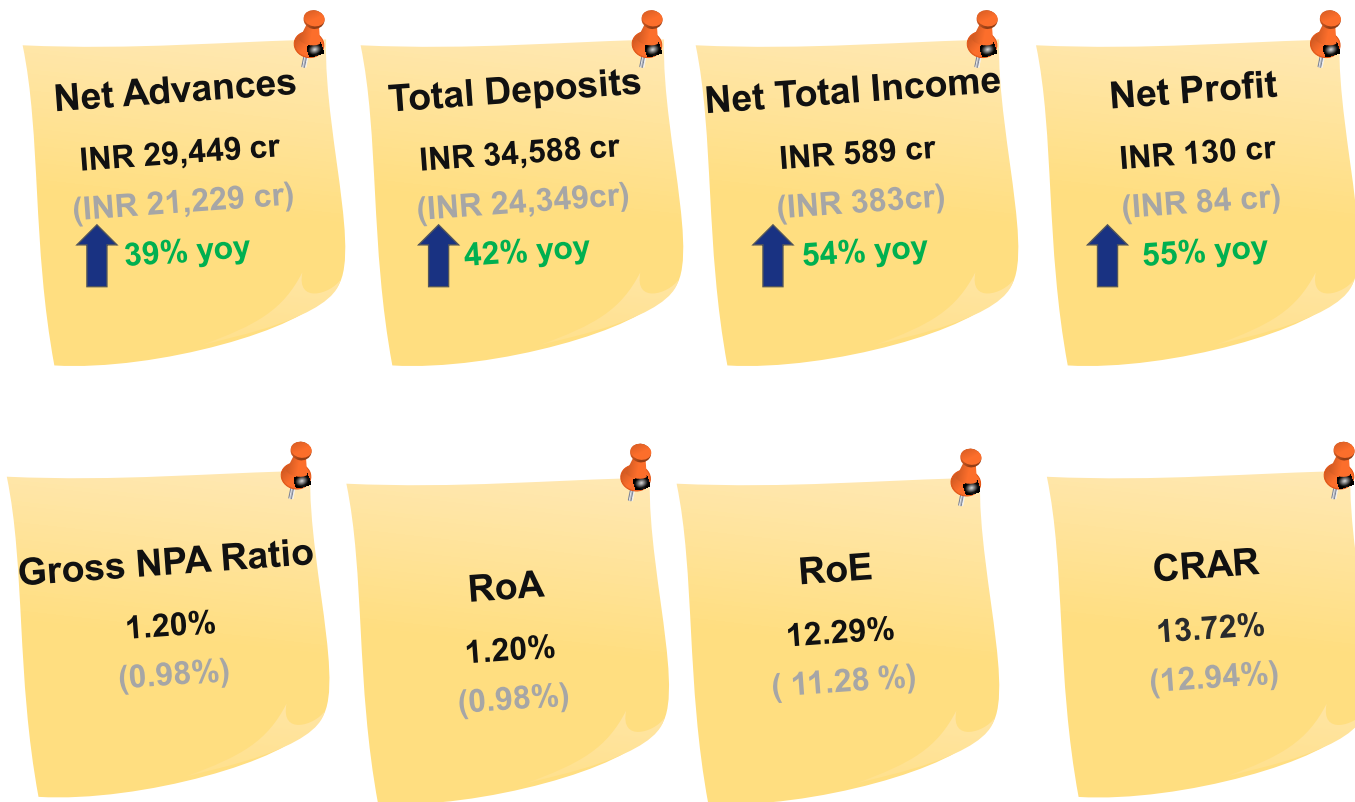 Net Advances
INR 29,449 cr
(INR 21,229 cr)
39% yoy
Total Deposits
INR 34,588 cr
(INR 24,349cr)
42% yoy
Net Total Income
INR 589 cr
(INR 383cr)
54% yoy
Net Profit
INR 130 cr
(INR 84 cr)
55% yoy
Gross NPA Ratio
1.20%
(0.98%)
RoA
1.20%
(0.98%)
RoE
12.29%
( 11.28 %)
CRAR
13.72%
(12.94%)